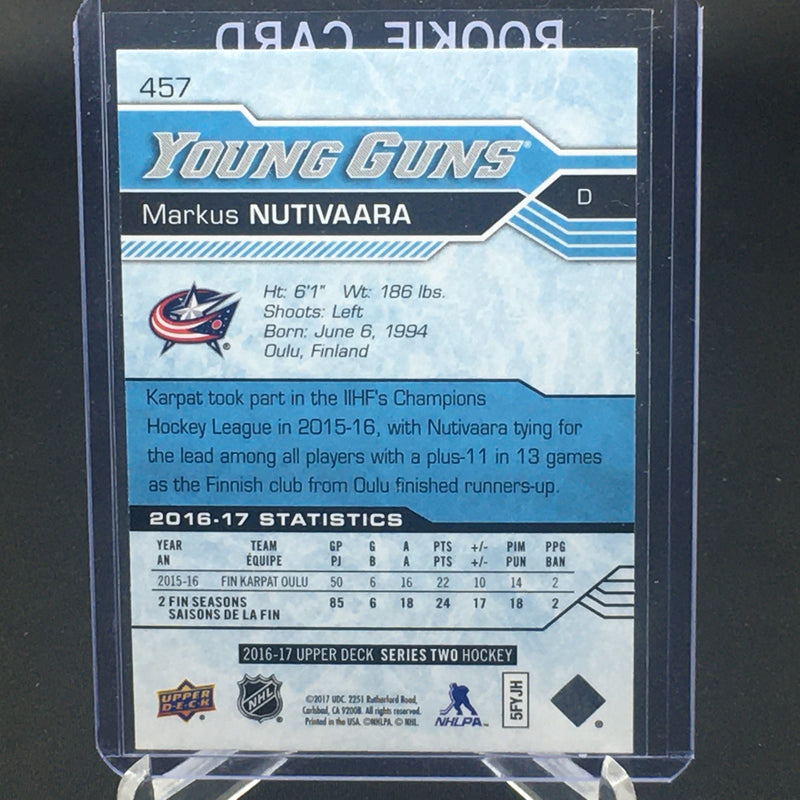 ROOKIE CARD
457
YOUNG GUNS®
D
Markus NUTIVAARA
Ht: 6'1" Wt: 186 lbs.
Shoots: Left
Born: June 6, 1994
Oulu, Finland
Karpat took part in the IIHF's Champions
Hockey League in 2015-16, with Nutivaara tying for
the lead among all players with a plus-11 in 13 games
as the Finnish club from Oulu finished runners-up.
2016-17 STATISTICS
YEAR TEAM GP G A PTS +/- PIM PPG
AN ÉQUIPE PJ B A PTS +/- PUN BAN
2015-16 FIN KARPAT OULU 50 6 16 22 10 14 2
2 FIN SEASONS 85 6 18 24 17 18 2
SAISONS DE LA FIN
2016-17 UPPER DECK SERIES TWO HOCKEY
UPPER
D·E·C·K
NHL
©2017 UDC. 2251 Rutherford Road,
Carlsbad, CA 92008. All rights reserved.
Printed in the USA. ©NHLPA. © NHL.
NHLPA
5FYJH